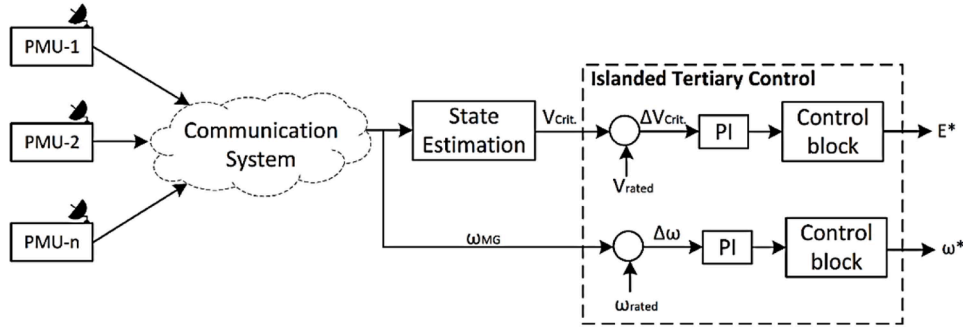 PMU-1
PMU-2
PMU-n
Communication
System
State
Estimation
VCrit.
Islanded Tertiary Control
ΔVCrit.
PI
Control
block
E*
Vrated
ωMG
Δω
PI
Control
block
ω*
ωrated